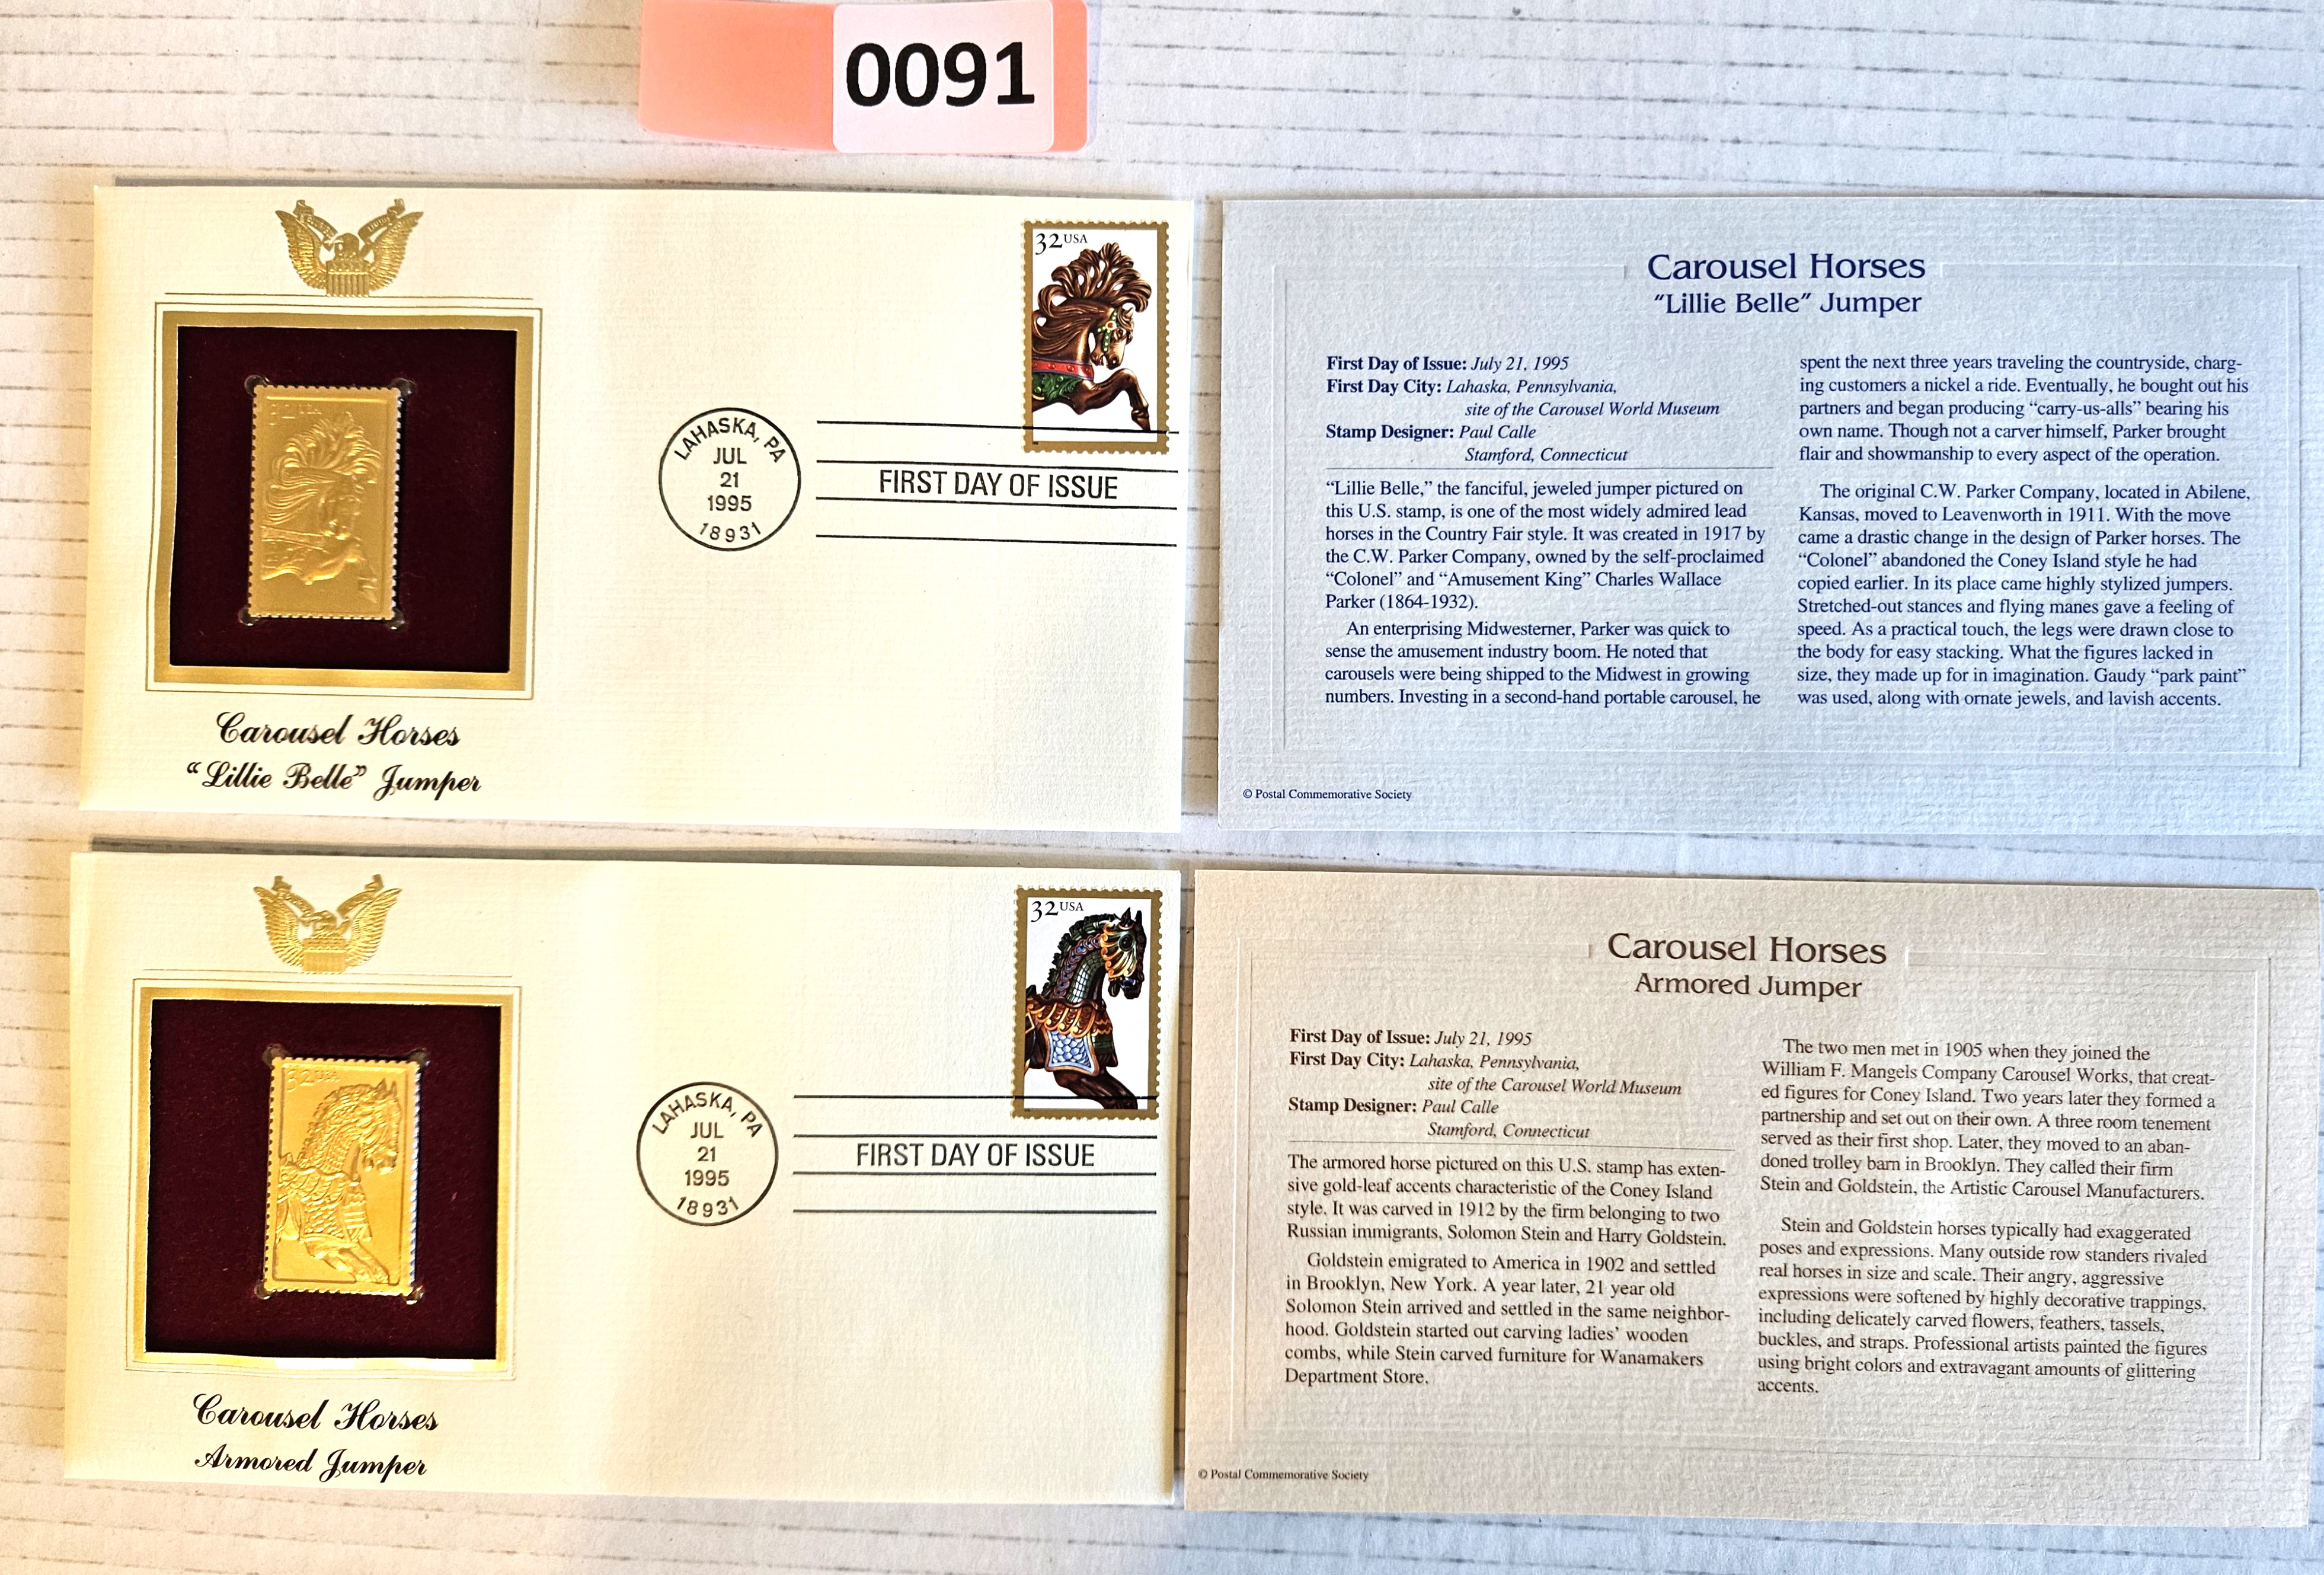 0091
32 USA
LAHASKA, PA
JUL
21
1995
18931
FIRST DAY OF ISSUE
Carousel Horses
“Lillie Belle” Jumper
Carousel Horses
“Lillie Belle” Jumper
First Day of Issue: July 21, 1995
First Day City: Lahaska, Pennsylvania,
site of the Carousel World Museum
Stamp Designer: Paul Calle
Stamford, Connecticut
“Lillie Belle,” the fanciful, jeweled jumper pictured on
this U.S. stamp, is one of the most widely admired lead
horses in the Country Fair style. It was created in 1917 by
the C.W. Parker Company, owned by the self-proclaimed
“Colonel” and “Amusement King” Charles Wallace
Parker (1864-1932).
An enterprising Midwesterner, Parker was quick to
sense the amusement industry boom. He noted that
carousels were being shipped to the Midwest in growing
numbers. Investing in a second-hand portable carousel, he
spent the next three years traveling the countryside, charg-
ing customers a nickel a ride. Eventually, he bought out his
partners and began producing “carry-us-alls” bearing his
own name. Though not a carver himself, Parker brought
flair and showmanship to every aspect of the operation.
The original C.W. Parker Company, located in Abilene,
Kansas, moved to Leavenworth in 1911. With the move
came a drastic change in the design of Parker horses. The
“Colonel” abandoned the Coney Island style he had
copied earlier. In its place came highly stylized jumpers.
Stretched-out stances and flying manes gave a feeling of
speed. As a practical touch, the legs were drawn close to
the body for easy stacking. What the figures lacked in
size, they made up for in imagination. Gaudy “park paint”
was used, along with ornate jewels, and lavish accents.
© Postal Commemorative Society
32 USA
32 USA
LAHASKA, PA
JUL
21
1995
18931
FIRST DAY OF ISSUE
Carousel Horses
Armored Jumper
Carousel Horses
Armored Jumper
First Day of Issue: July 21, 1995
First Day City: Lahaska, Pennsylvania,
site of the Carousel World Museum
Stamp Designer: Paul Calle
Stamford, Connecticut
The armored horse pictured on this U.S. stamp has exten-
sive gold-leaf accents characteristic of the Coney Island
style. It was carved in 1912 by the firm belonging to two
Russian immigrants, Solomon Stein and Harry Goldstein.
Goldstein emigrated to America in 1902 and settled
in Brooklyn, New York. A year later, 21 year old
Solomon Stein arrived and settled in the same neighbor-
hood. Goldstein started out carving ladies’ wooden
combs, while Stein carved furniture for Wanamakers
Department Store.
The two men met in 1905 when they joined the
William F. Mangels Company Carousel Works, that creat-
ed figures for Coney Island. Two years later they formed a
partnership and set out on their own. A three room tenement
served as their first shop. Later, they moved to an aban-
doned trolley barn in Brooklyn. They called their firm
Stein and Goldstein, the Artistic Carousel Manufacturers.
Stein and Goldstein horses typically had exaggerated
poses and expressions. Many outside row standers rivaled
real horses in size and scale. Their angry, aggressive
expressions were softened by highly decorative trappings,
including delicately carved flowers, feathers, tassels,
buckles, and straps. Professional artists painted the figures
using bright colors and extravagant amounts of glittering
accents.
© Postal Commemorative Society